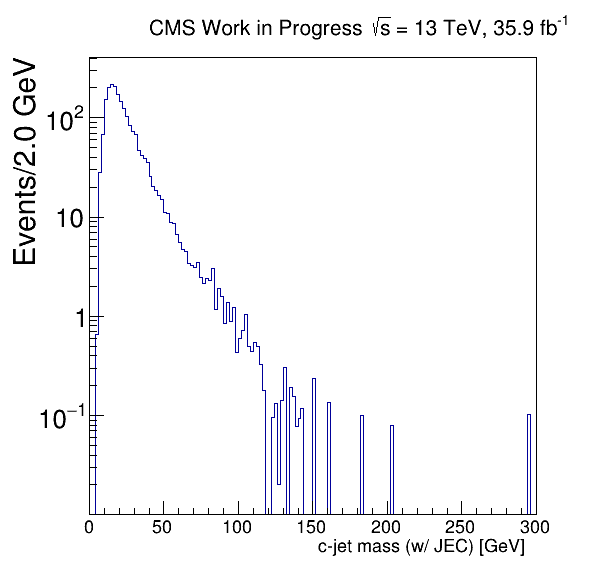 CMS Work in Progress √s = 13 TeV, 35.9 fb⁻¹
Events/2.0 GeV
10²
10
1
10⁻¹
0 50 100 150 200 250 300
c-jet mass (w/ JEC) [GeV]